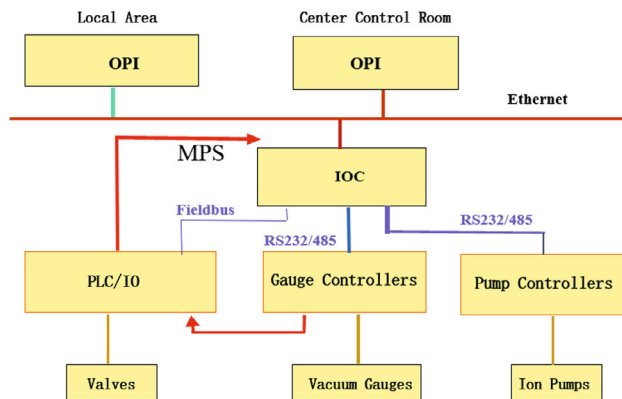 Local Area
Center Control Room
OPI
OPI
Ethernet
MPS
IOC
Fieldbus
RS232/485
RS232/485
PLC/IO
Gauge Controllers
Pump Controllers
Valves
Vacuum Gauges
Ion Pumps